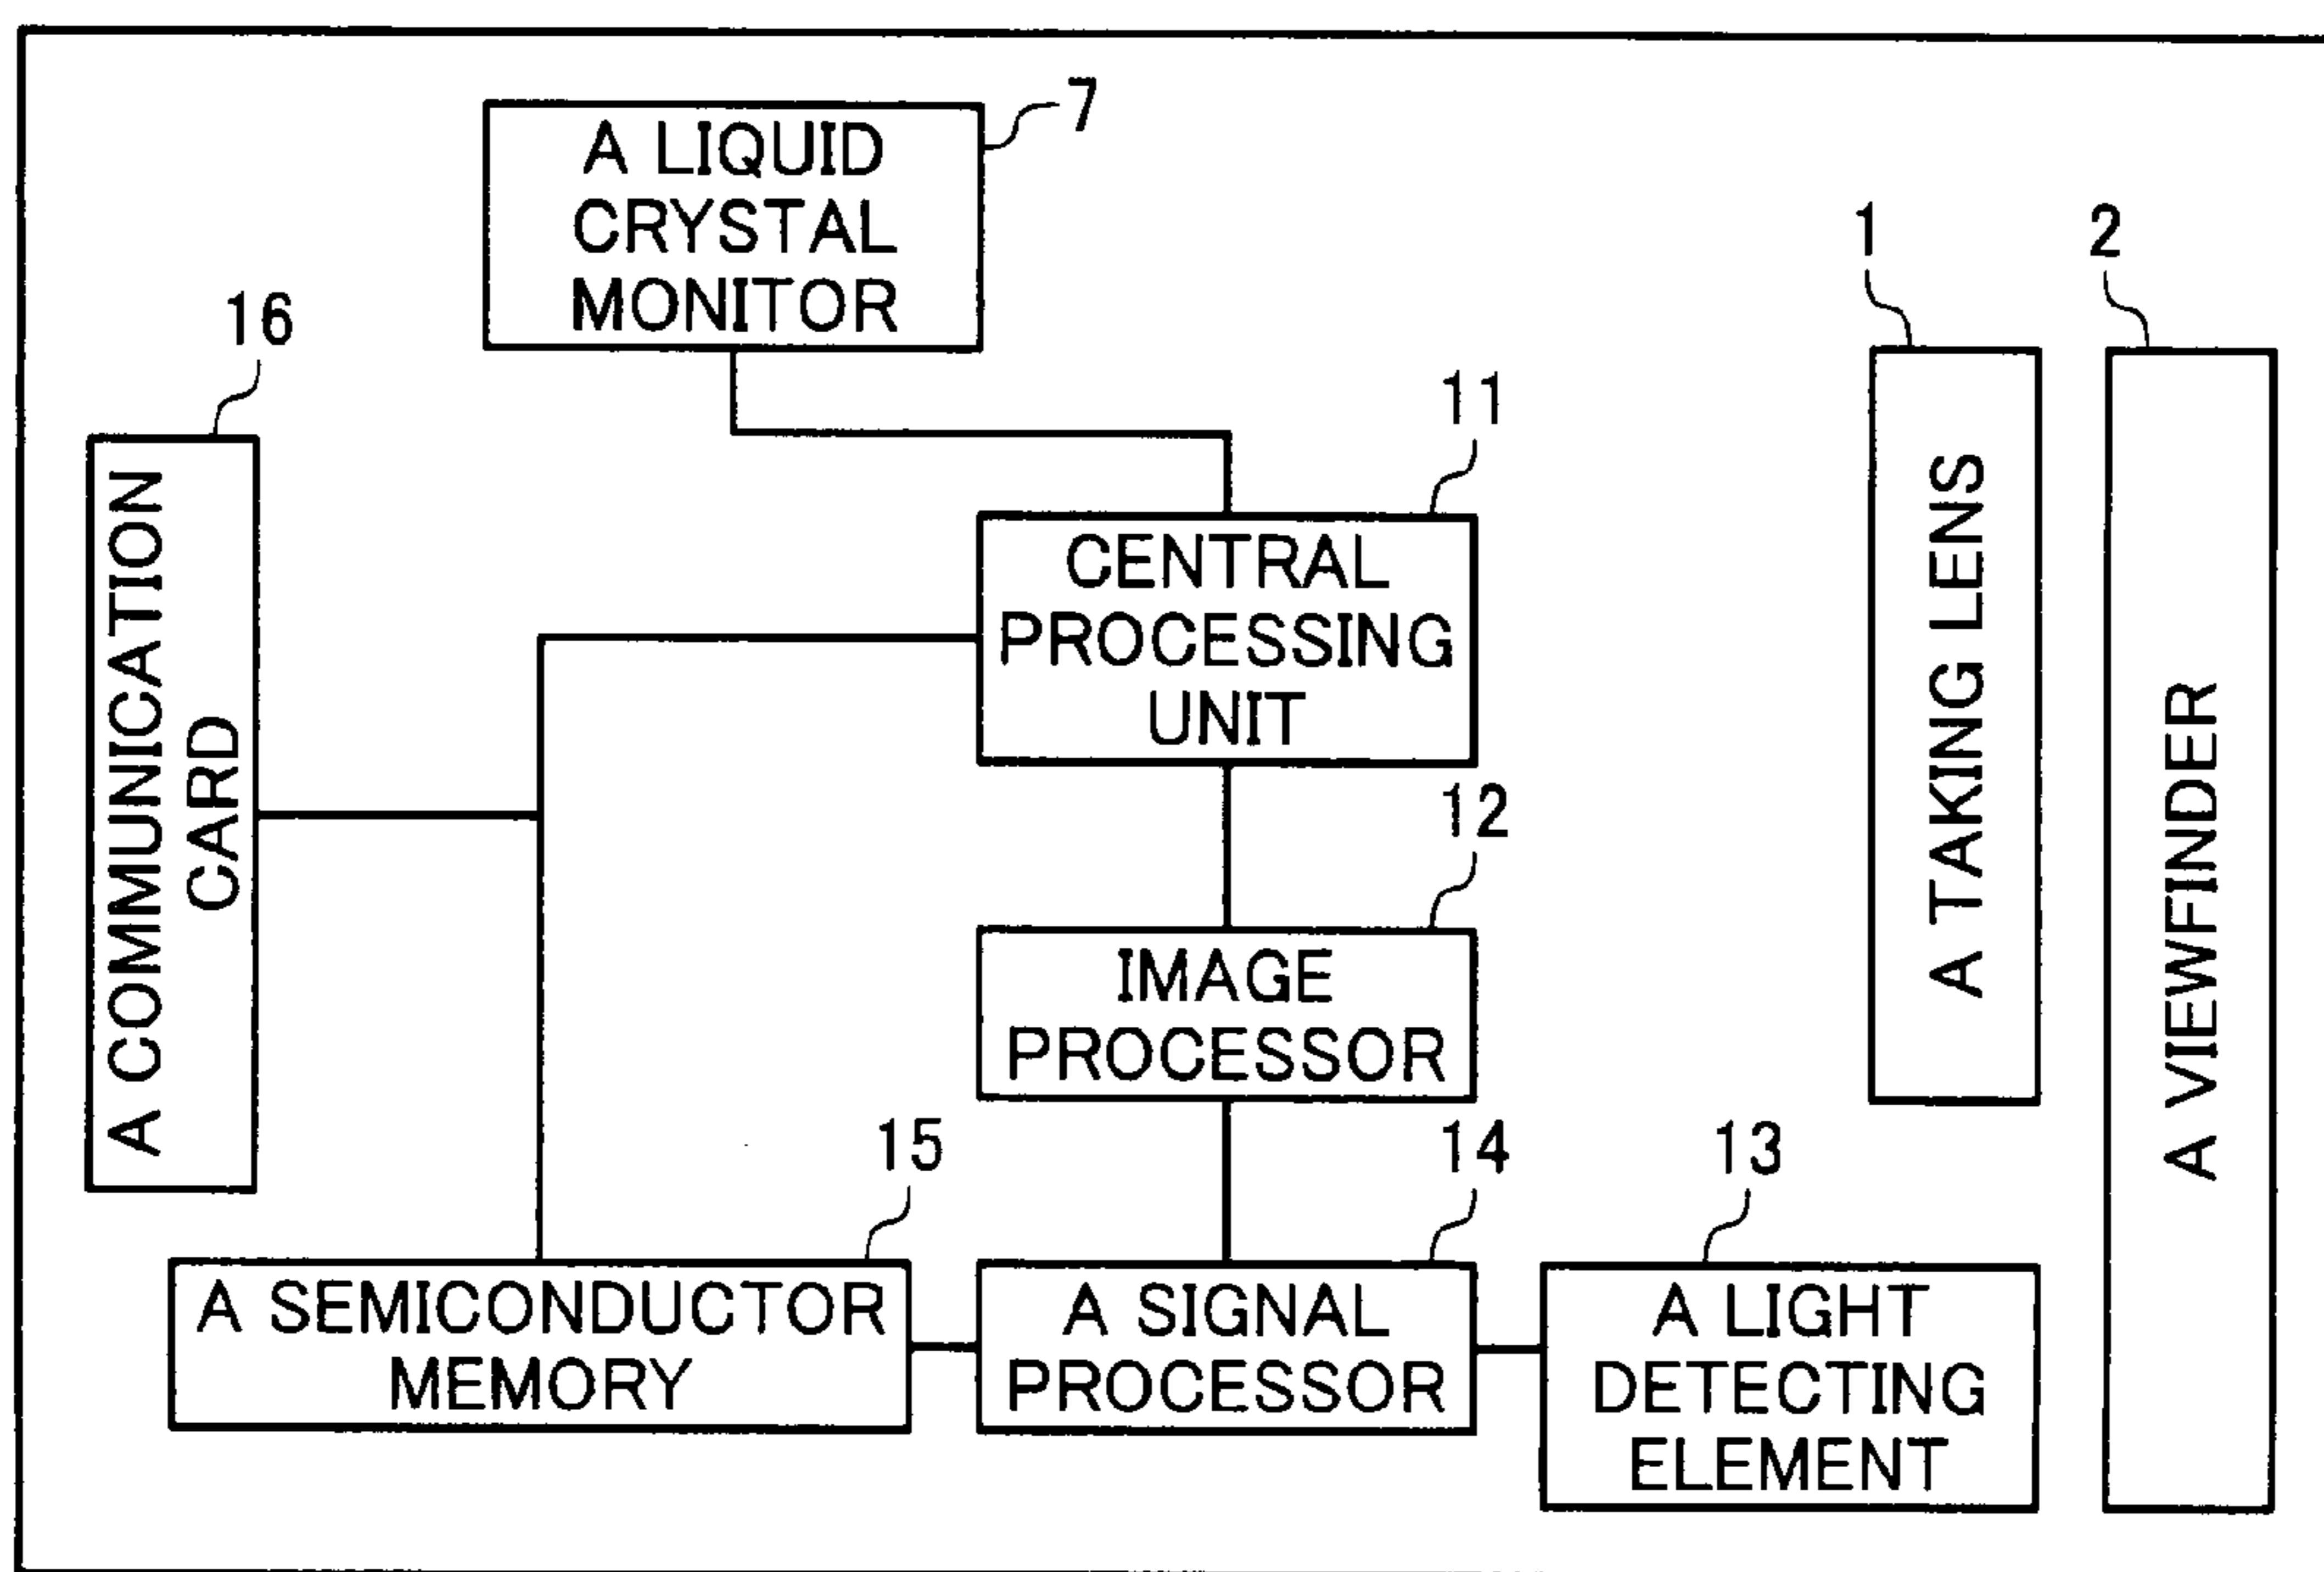 7
A LIQUID
CRYSTAL
MONITOR
1
2
16
11
A COMMUNICATION
CARD
CENTRAL
PROCESSING
UNIT
A TAKING LENS
A VIEWFINDER
12
IMAGE
PROCESSOR
15
14
13
A SEMICONDUCTOR
MEMORY
A SIGNAL
PROCESSOR
A LIGHT
DETECTING
ELEMENT